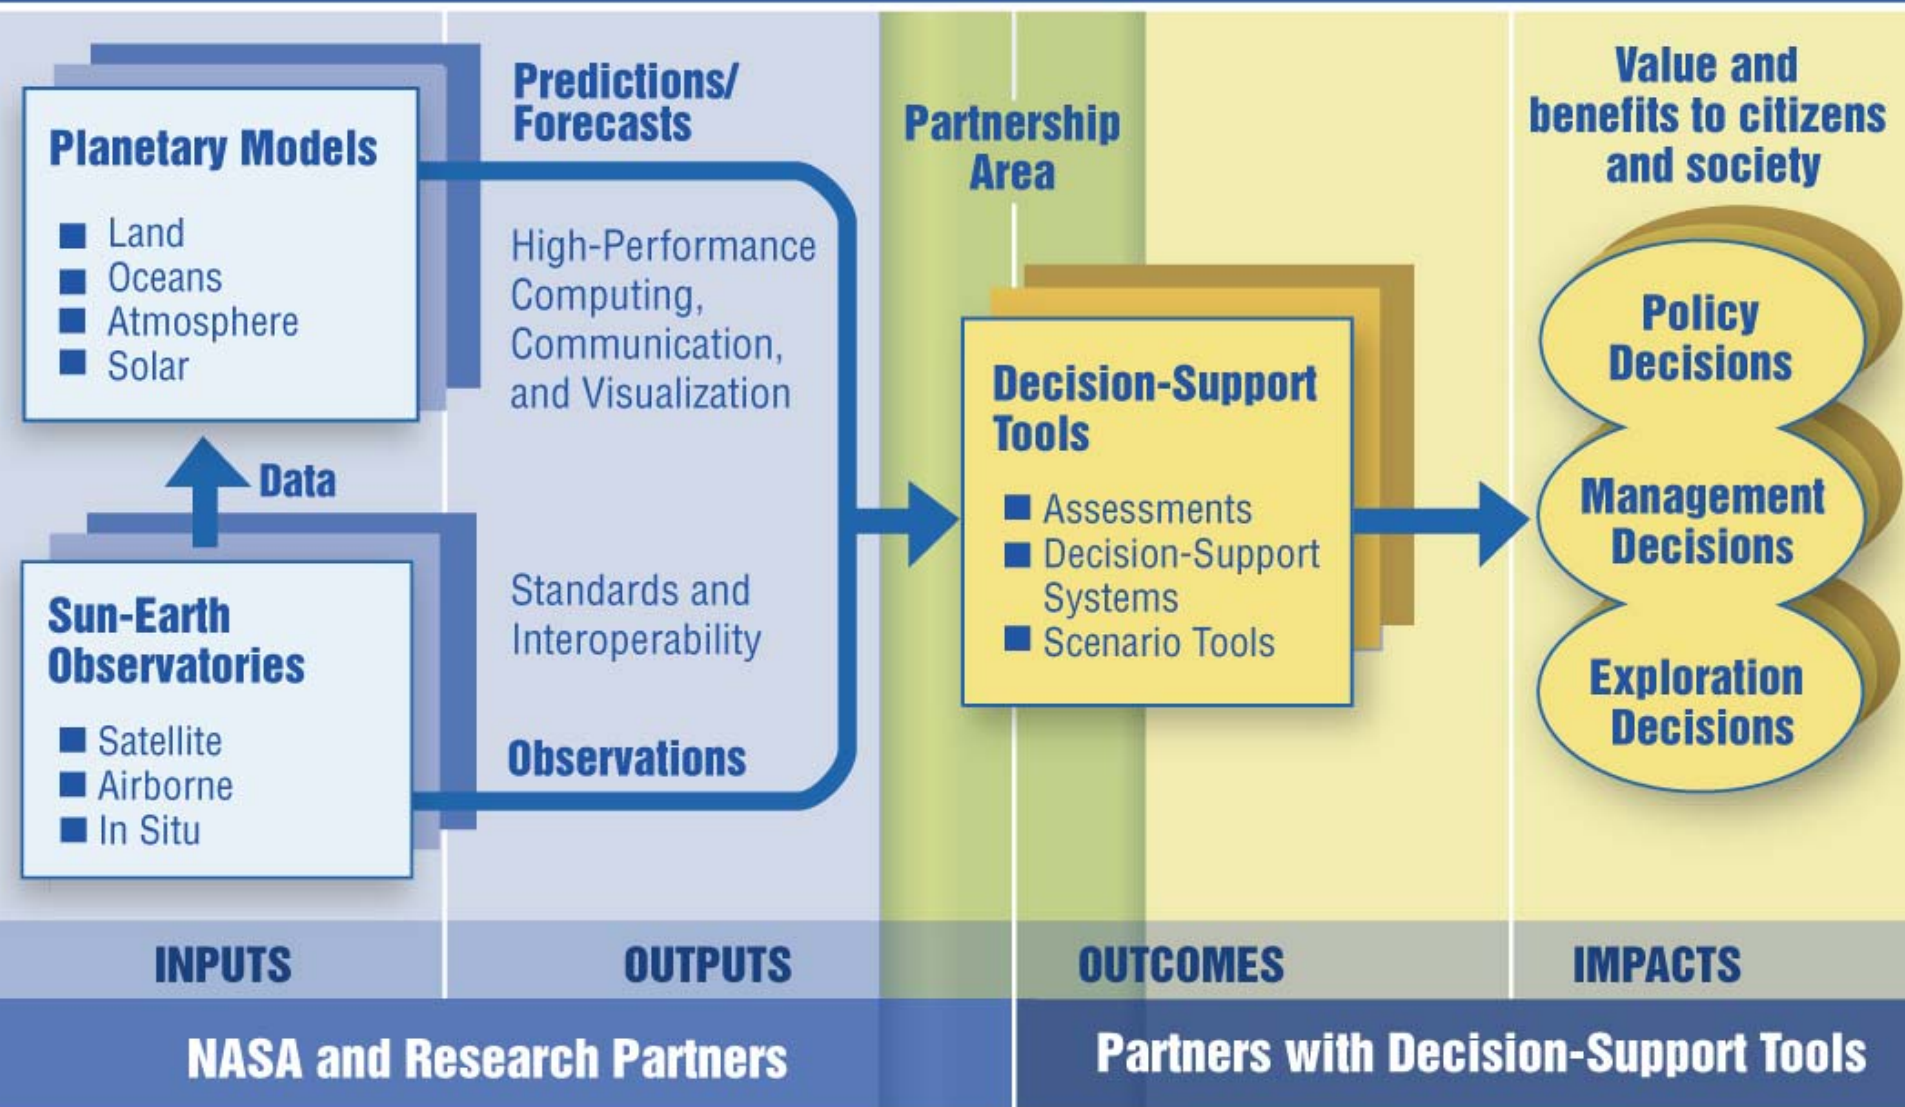 Planetary Models
Land
Oceans
Atmosphere
Solar
Data
Sun-Earth
Observatories
Satellite
Airborne
In Situ
Predictions/
Forecasts
High-Performance
Computing,
Communication,
and Visualization
Standards and
Interoperability
Observations
Partnership
Area
Decision-Support
Tools
Assessments
Decision-Support
Systems
Scenario Tools
Value and
benefits to citizens
and society
Policy
Decisions
Management
Decisions
Exploration
Decisions
INPUTS
OUTPUTS
OUTCOMES
IMPACTS
NASA and Research Partners
Partners with Decision-Support Tools